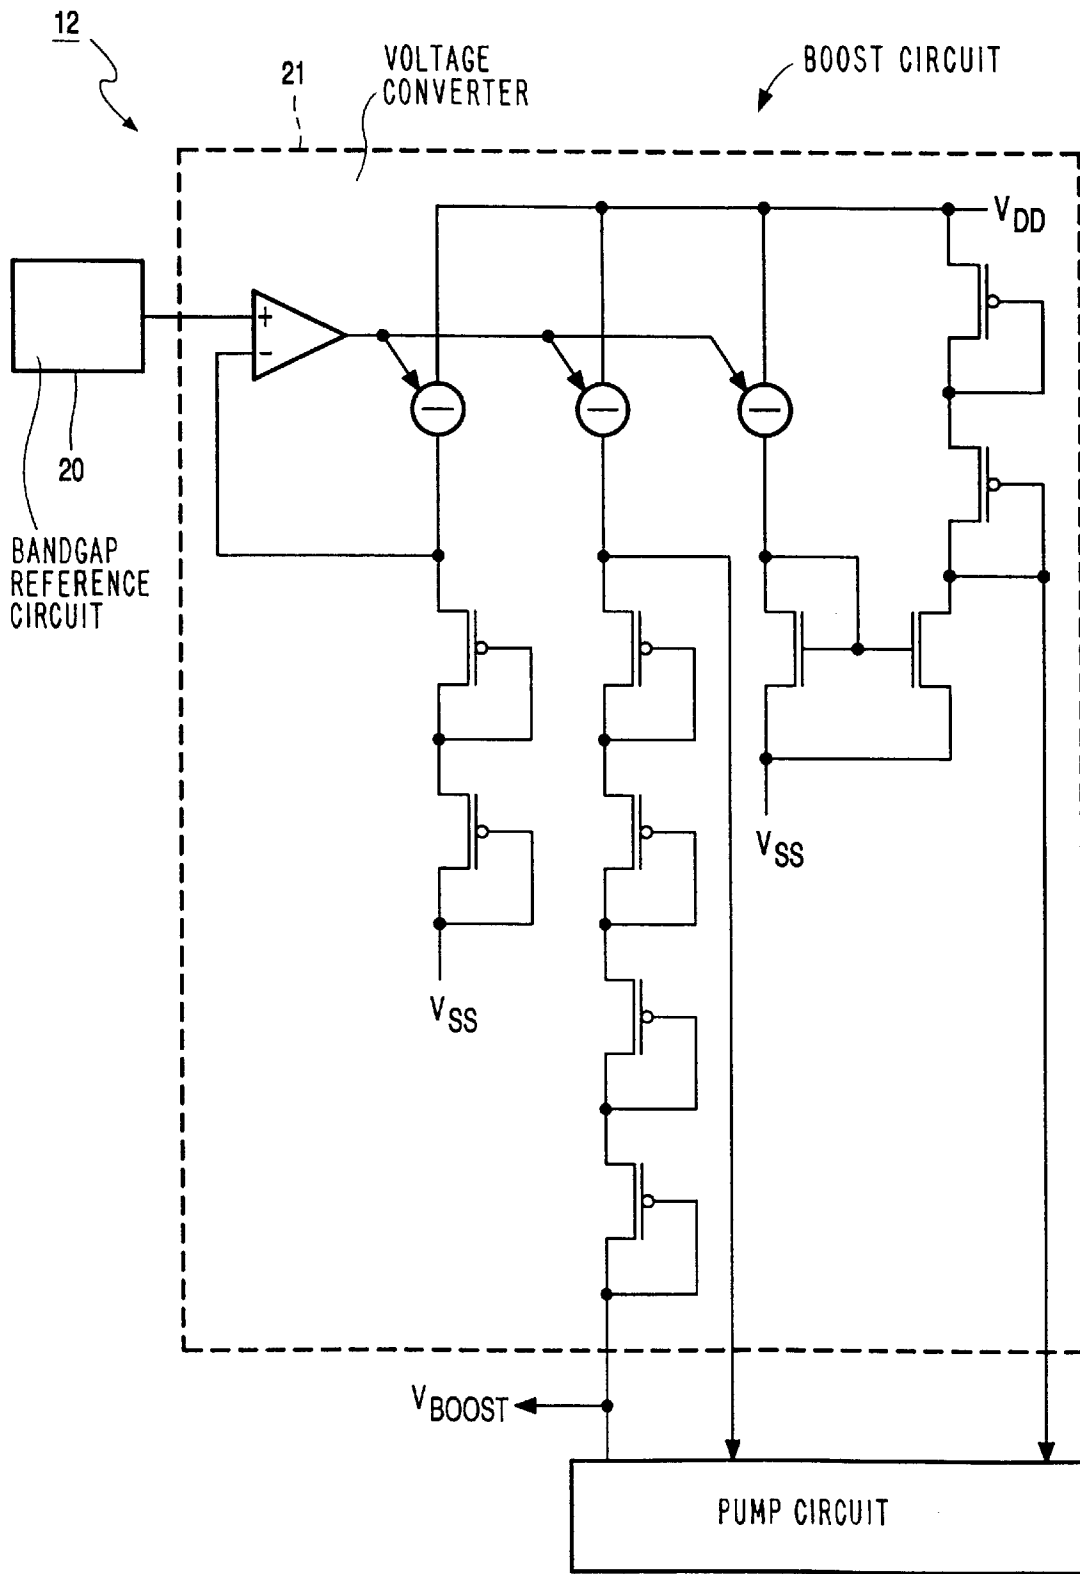 12
21
VOLTAGE
CONVERTER
BOOST CIRCUIT
VDD
+
-
20
BANDGAP
REFERENCE
CIRCUIT
VSS
VSS
VBOOST
PUMP CIRCUIT